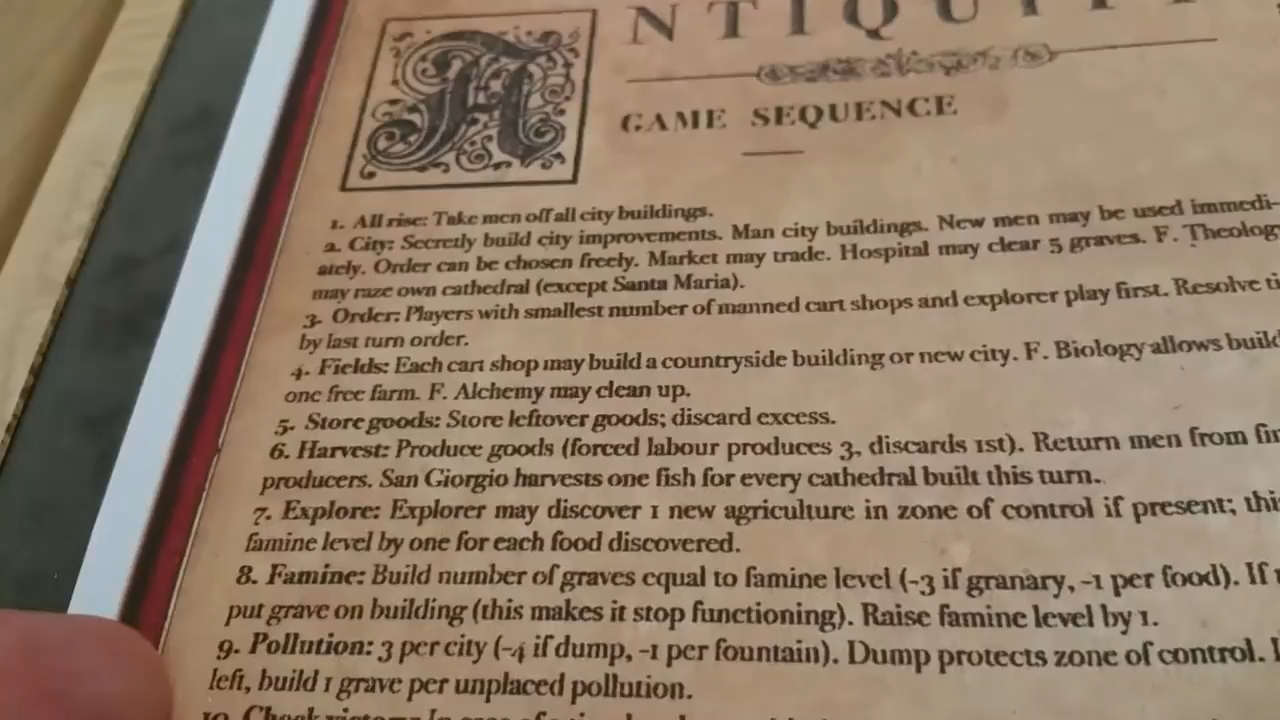 A NTIQUIT
GAME SEQUENCE
1. All rise: Take men off all city buildings.
2. City: Secretly build city improvements. Man city buildings. New men may be used immedi-
ately. Order can be chosen freely. Market may trade. Hospital may clear 5 graves. F. Theology
may raze own cathedral (except Santa Maria).
3. Order: Players with smallest number of manned cart shops and explorer play first. Resolve ti
by last turn order.
4. Fields: Each cart shop may build a countryside building or new city. F. Biology allows build
one free farm. F. Alchemy may clean up.
5. Store goods: Store leftover goods; discard excess.
6. Harvest: Produce goods (forced labour produces 3, discards 1st). Return men from fin
producers. San Giorgio harvests one fish for every cathedral built this turn.
7. Explore: Explorer may discover 1 new agriculture in zone of control if present; thi
famine level by one for each food discovered.
8. Famine: Build number of graves equal to famine level (-3 if granary, -1 per food). If
put grave on building (this makes it stop functioning). Raise famine level by 1.
9. Pollution: 3 per city (-4 if dump, -1 per fountain). Dump protects zone of control.
left, build 1 grave per unplaced pollution.
10. Check